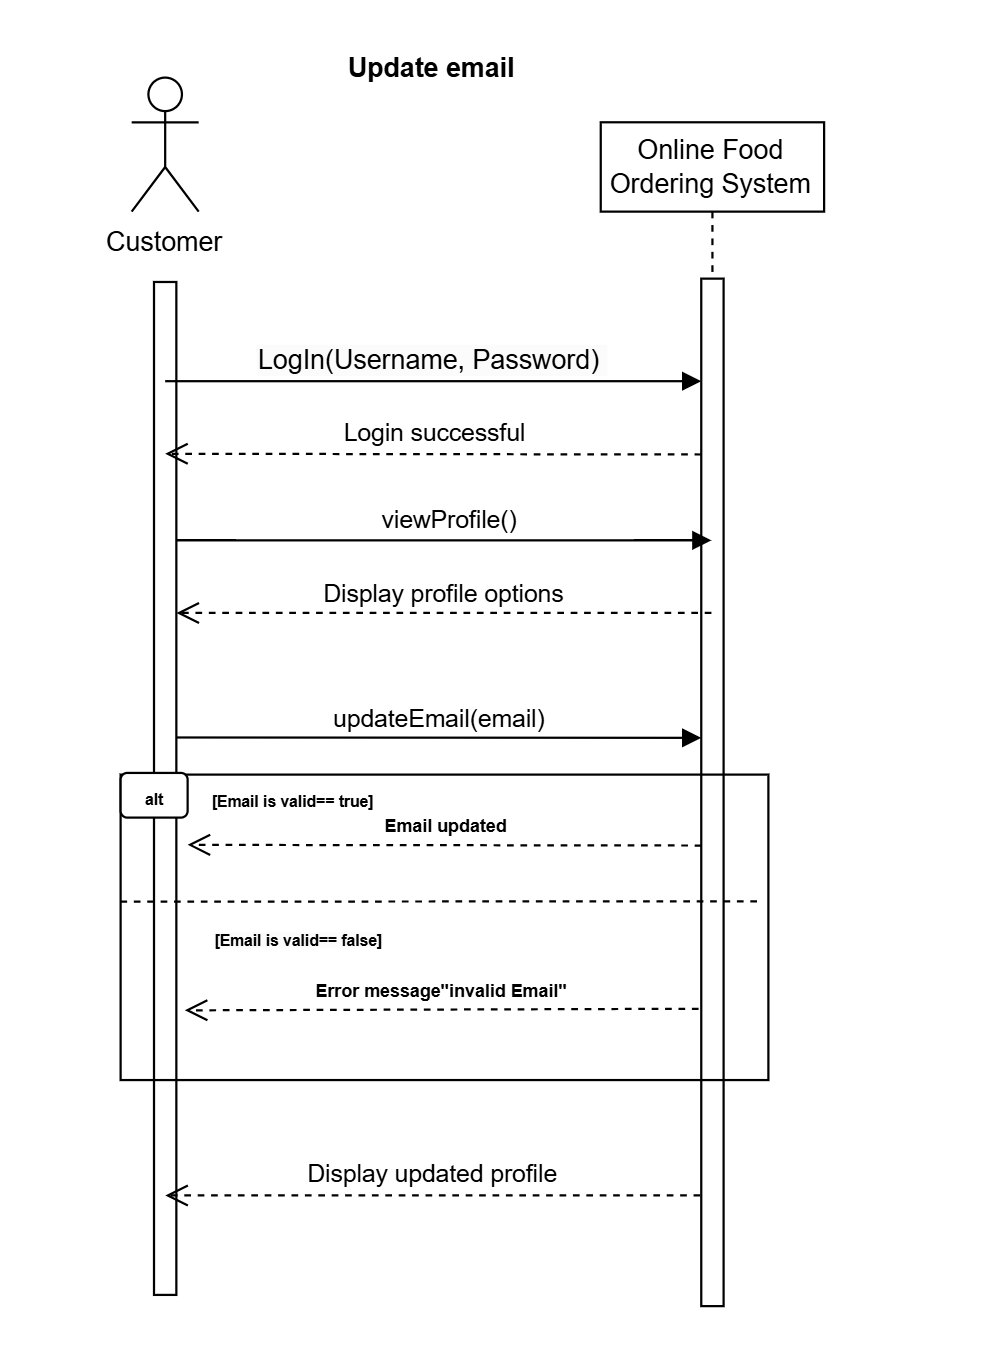 Update email
Online Food
Ordering System
Customer
LogIn(Username, Password)
Login successful
viewProfile()
Display profile options
updateEmail(email)
alt
[Email is valid== true]
Email updated
[Email is valid== false]
Error message"invalid Email"
Display updated profile